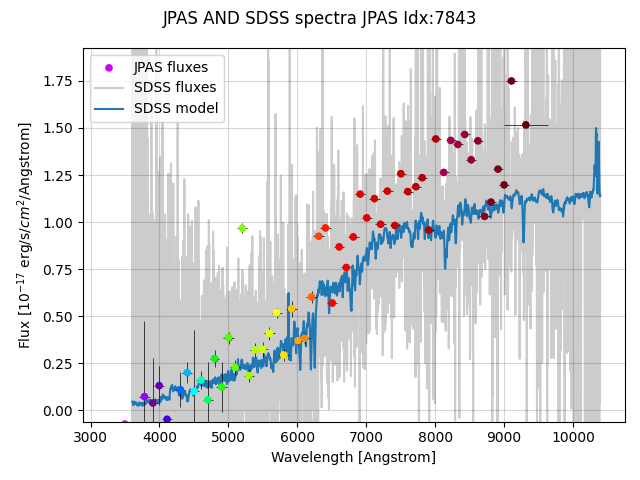 JPAS AND SDSS spectra JPAS Idx:7843
JPAS fluxes
SDSS fluxes
SDSS model
1.75
1.50
1.25
1.00
0.75
0.50
0.25
0.00
Flux [10⁻¹⁷ erg/s/cm²/Angstrom]
3000 4000 5000 6000 7000 8000 9000 10000
Wavelength [Angstrom]